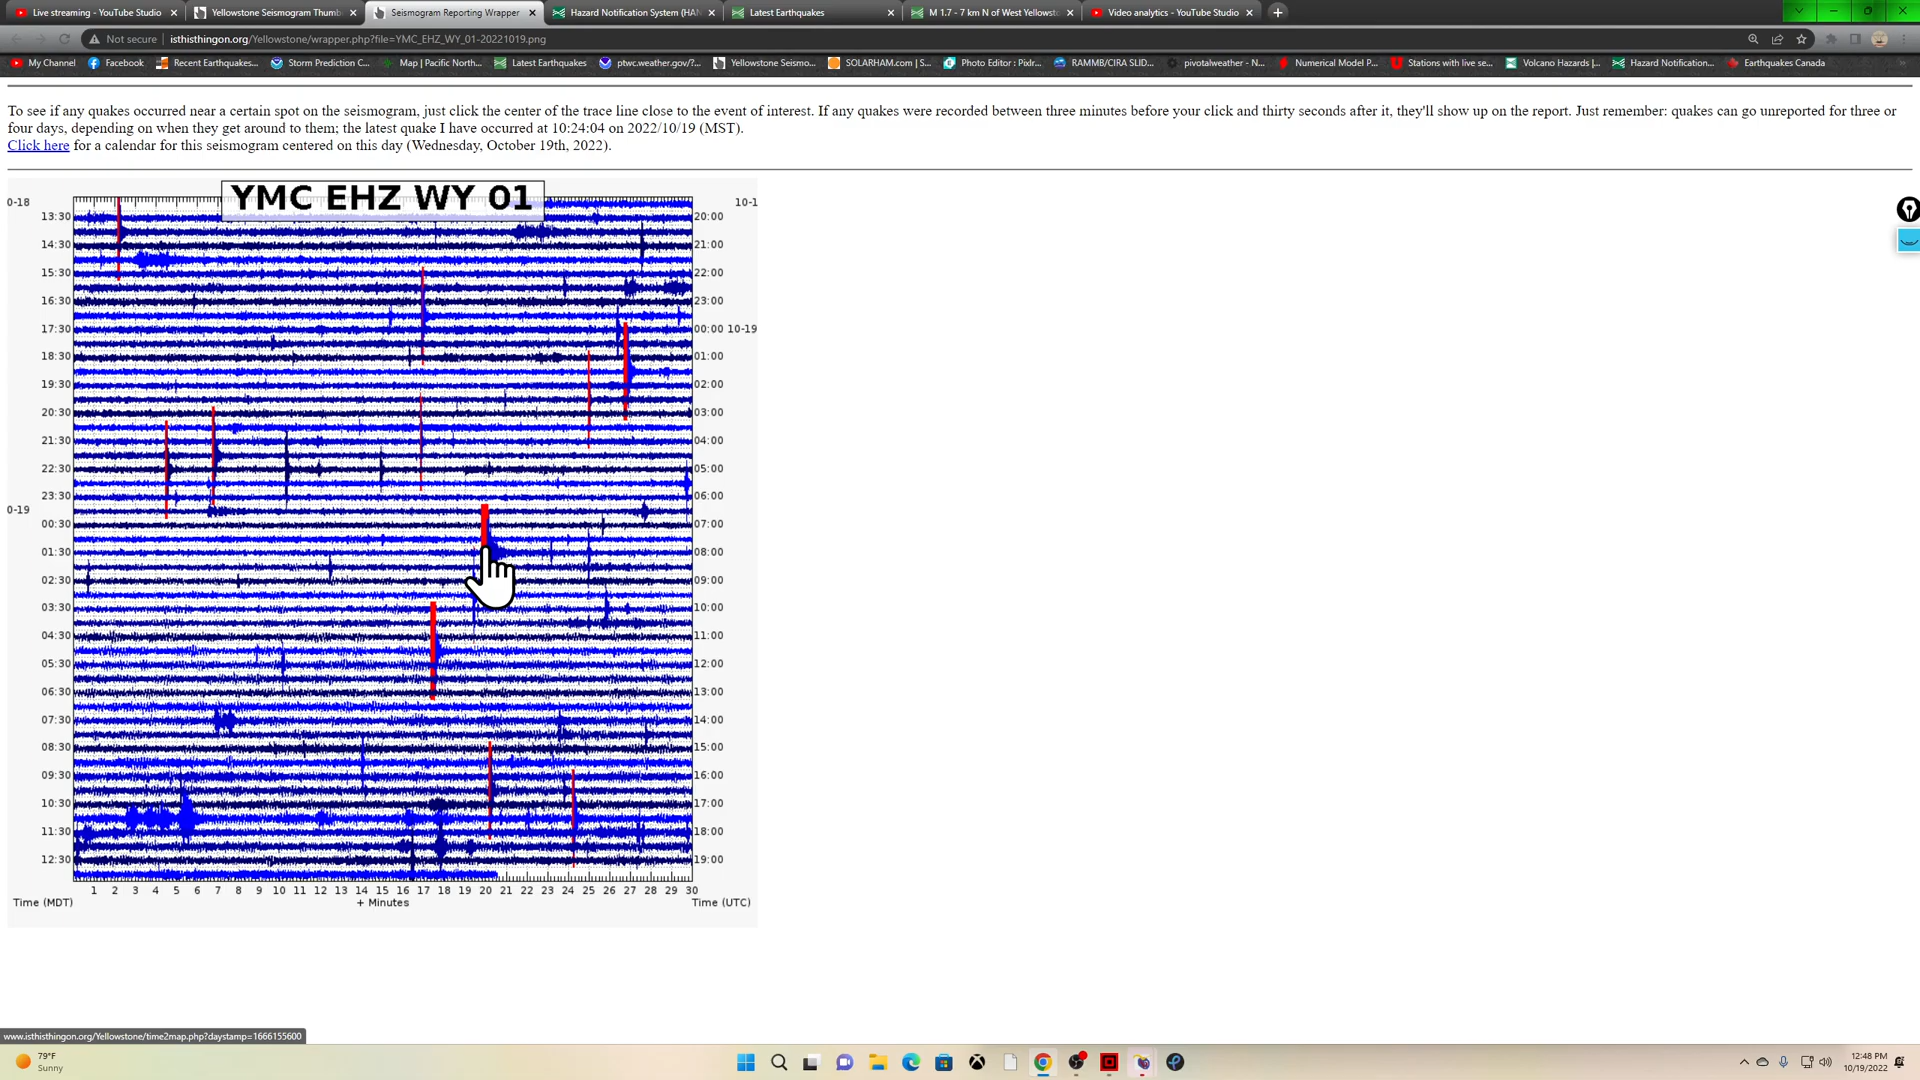 Live streaming - YouTube Studio
Yellowstone Seismogram Thumb
Seismogram Reporting Wrapper
Hazard Notification System (HAN
Latest Earthquakes
M 1.7 - 7 km N of West Yellowst
Video analytics - YouTube Studio
Not secure
isthisthingon.org/Yellowstone/wrapper.php?file=YMC_EHZ_WY_01-20221019.png
My Channel
Facebook
Recent Earthquakes...
Storm Prediction C...
Map | Pacific North...
Latest Earthquakes
ptwc.weather.gov/?...
Yellowstone Seismo...
SOLARHAM.com | S...
Photo Editor : Pixlr...
RAMMB/CIRA SLID...
pivotalweather - N...
Numerical Model P...
Stations with live se...
Volcano Hazards |...
Hazard Notification...
Earthquakes Canada
To see if any quakes occurred near a certain spot on the seismogram, just click the center of the trace line close to the event of interest. If any quakes were recorded between three minutes before your click and thirty seconds after it, they'll show up on the report. Just remember: quakes can go unreported for three or
four days, depending on when they get around to them; the latest quake I have occurred at 10:24:04 on 2022/10/19 (MST).
Click here for a calendar for this seismogram centered on this day (Wednesday, October 19th, 2022).
YMC EHZ WY 01
0-18 10-1
13:30 20:00
14:30 21:00
15:30 22:00
16:30 23:00
17:30 00:00 10-19
18:30 01:00
19:30 02:00
20:30 03:00
21:30 04:00
22:30 05:00
23:30 06:00
0-19
00:30 07:00
01:30 08:00
02:30 09:00
03:30 10:00
04:30 11:00
05:30 12:00
06:30 13:00
07:30 14:00
08:30 15:00
09:30 16:00
10:30 17:00
11:30 18:00
12:30 19:00
1 2 3 4 5 6 7 8 9 10 11 12 13 14 15 16 17 18 19 20 21 22 23 24 25 26 27 28 29 30
Time (MDT) + Minutes Time (UTC)
www.isthisthingon.org/Yellowstone/time2map.php?daystamp=1666155600
79°F
Sunny
12:48 PM
10/19/2022